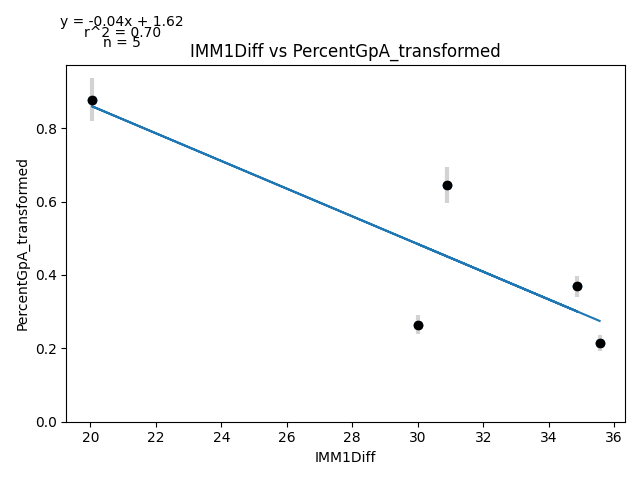 y = -0.04x + 1.62
r^2 = 0.70
n = 5
IMM1Diff vs PercentGpA_transformed
PercentGpA_transformed
0.8
0.6
0.4
0.2
0.0
20 22 24 26 28 30 32 34 36
IMM1Diff